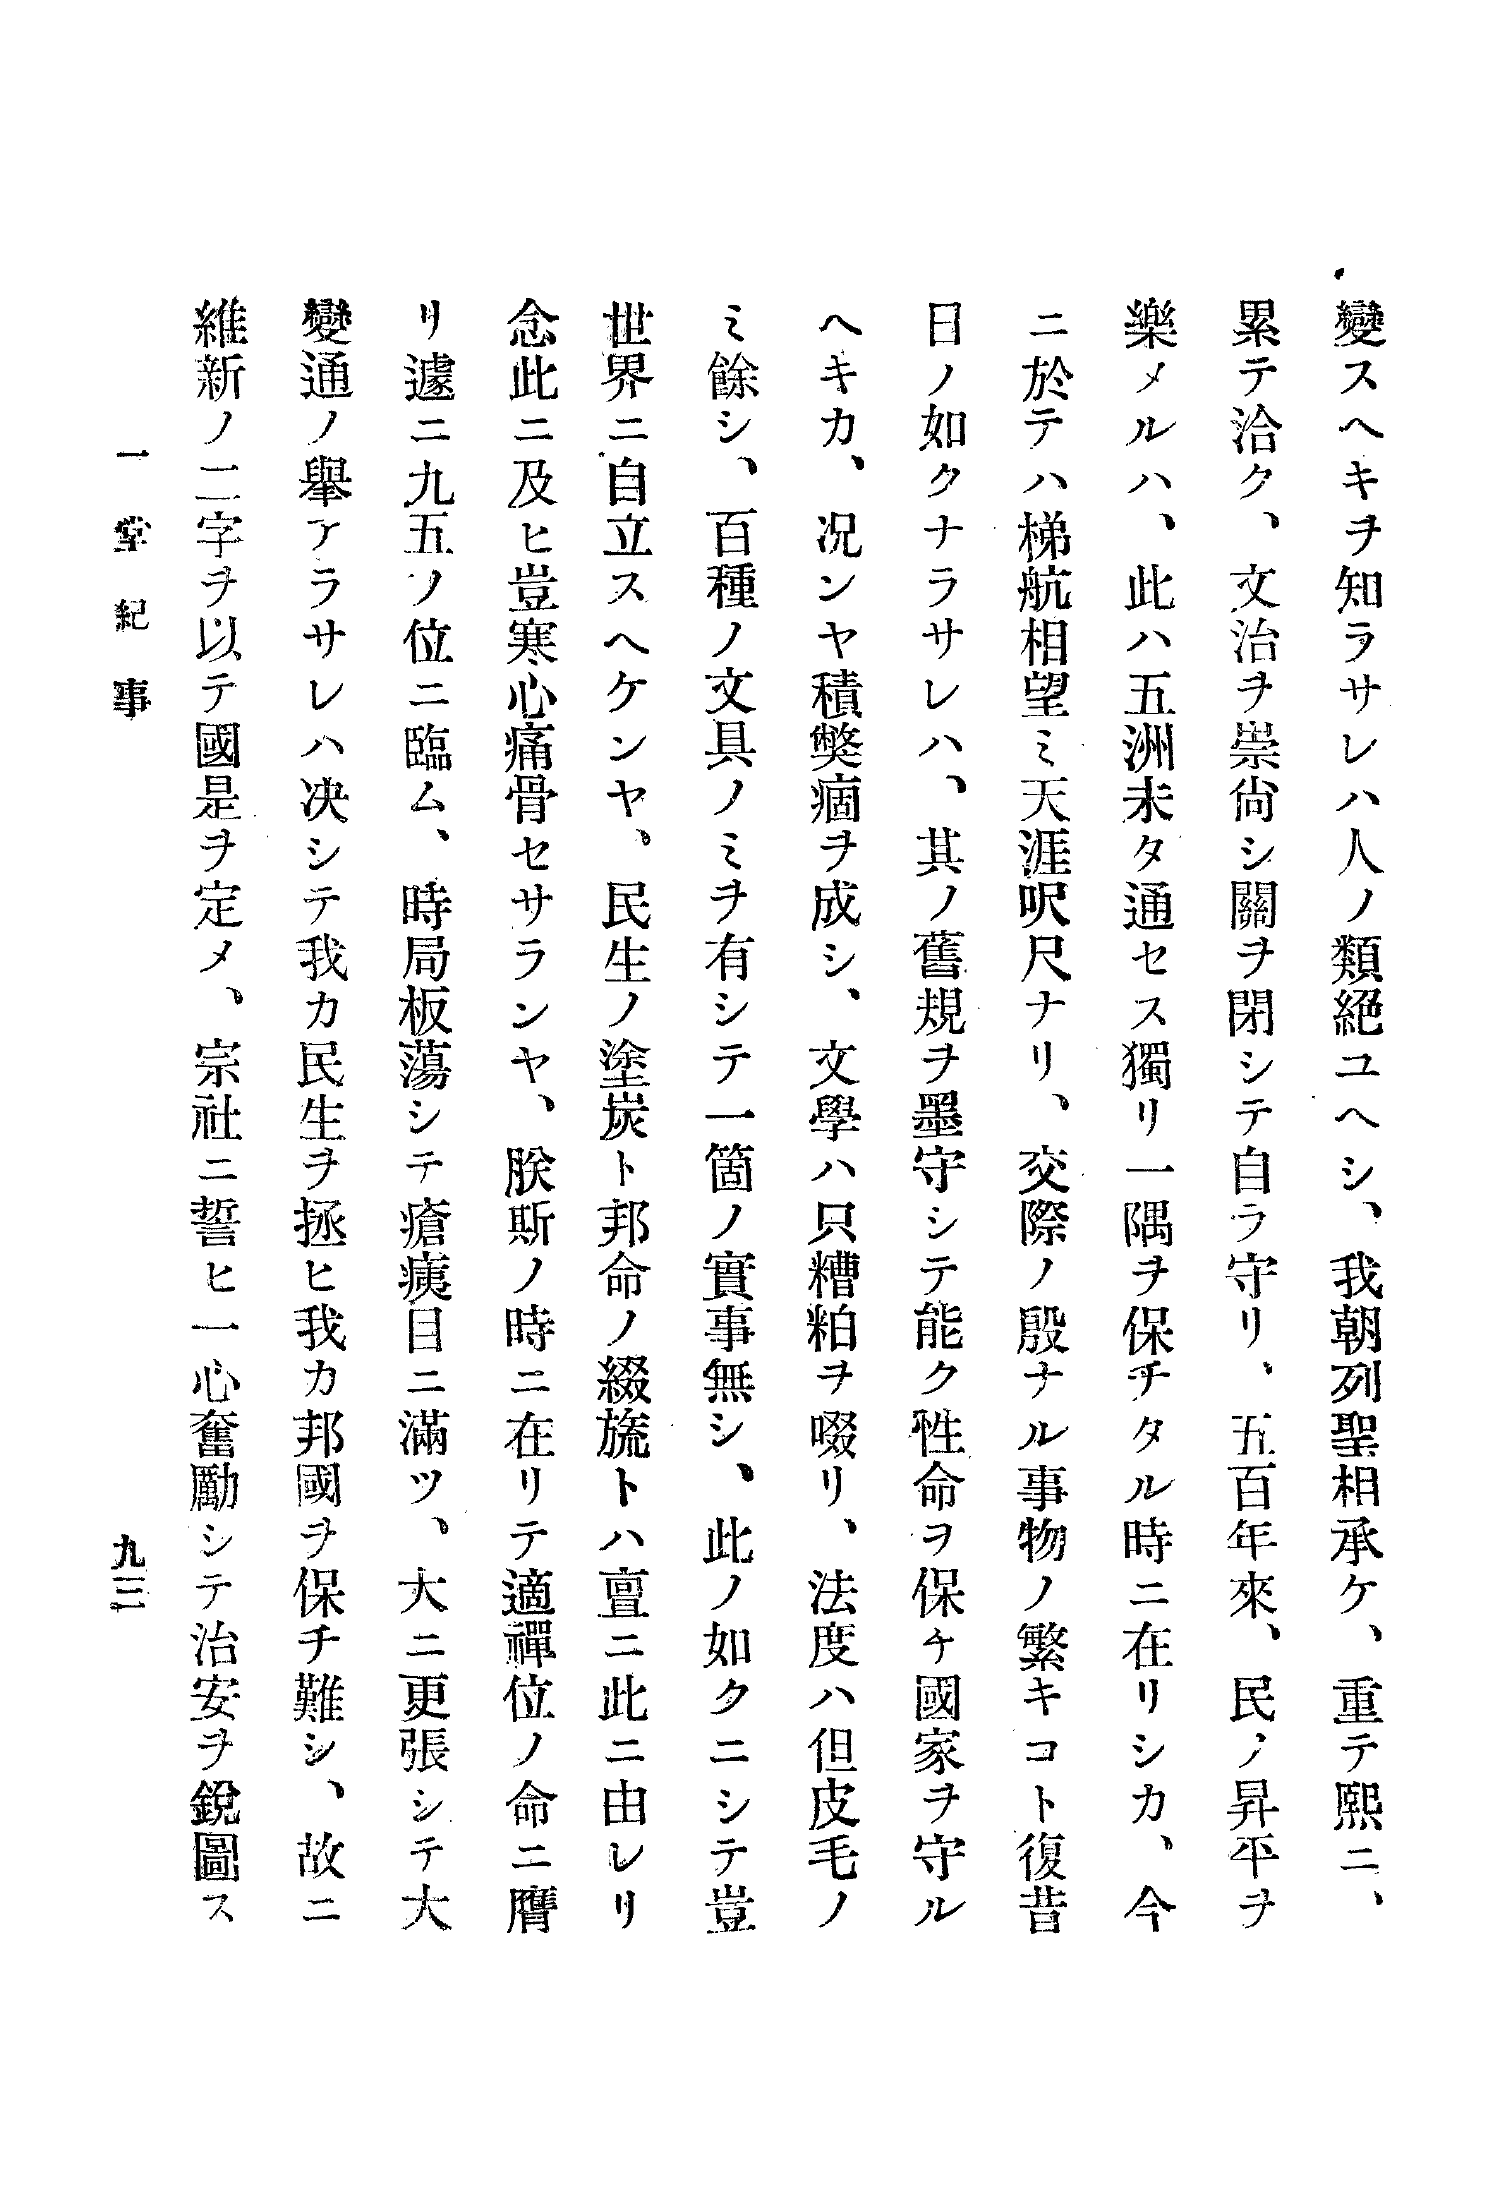 變スヘキヲ知ラサレハ人ノ類絕ユヘシ、我朝列聖相承ケ、重テ熙ニ、
累テ洽ク、文治ヲ崇尙シ關ヲ閉シテ自ラ守リ、五百年來、民ノ昇平ヲ
樂メルハ、此ハ五洲未タ通セス獨リ一隅ヲ保チタル時ニ在リシカ、今
ニ於テハ梯航相望ミ天涯咫尺ナリ、交際ノ殷ナル事物ノ繁キコト復昔
日ノ如クナラサレハ、其ノ舊規ヲ墨守シテ能ク性命ヲ保チ國家ヲ守ル
ヘキカ、况ンヤ積弊痼ヲ成シ、文學ハ只糟粕ヲ啜リ、法度ハ但皮毛ノ
ミ餘シ、百種ノ文具ノミヲ有シテ一箇ノ實事無シ、此ノ如クニシテ豈
世界ニ自立スヘケンヤ、民生ノ塗炭ト邦命ノ綴旒トハ亶ニ此ニ由レリ
念此ニ及ヒ豈寒心痛骨セサランヤ、朕斯ノ時ニ在リテ適禪位ノ命ニ膺
リ遽ニ九五ノ位ニ臨ム、時局板蕩シテ瘡痍目ニ滿ツ、大ニ更張シテ大
變通ノ擧アラサレハ决シテ我カ民生ヲ拯ヒ我カ邦國ヲ保チ難シ、故ニ
維新ノ二字ヲ以テ國是ヲ定メ、宗社ニ誓ヒ一心奮勵シテ治安ヲ銳圖ス
一堂紀事
九三